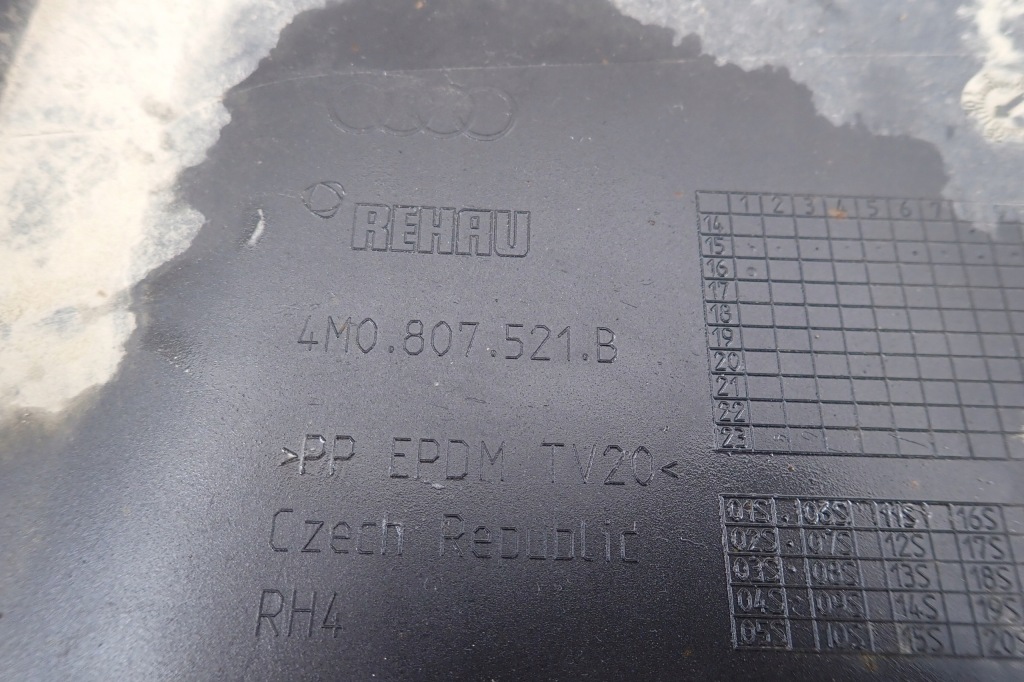 REHAU
4M0.807.521.B
>PP EPDM TV20<
Czech Republic
RH4
1 2 3 4 5 6 7
14
15
16
17
18
19
20
21
22
23
01S 06S 11S 16S
02S 07S 12S 17S
03S 08S 13S 18S
04S 09S 14S 19S
05S 10S 15S 20S